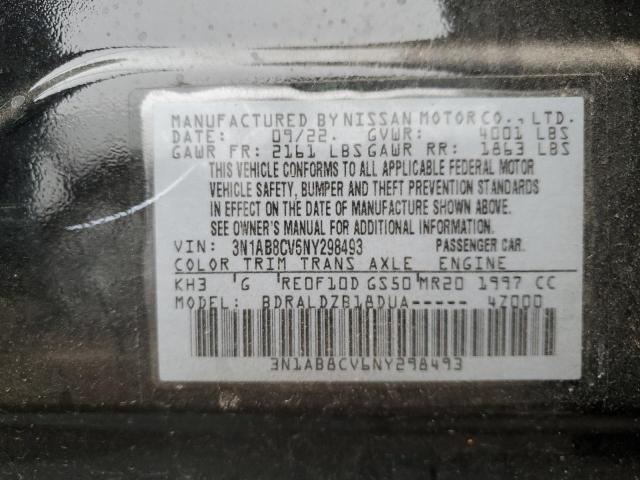 MANUFACTURED BY NISSAN MOTOR CO., LTD.
DATE: 09/22. GVWR: 4001 LBS
GAWR FR: 2161 LBS GAWR RR: 1863 LBS
THIS VEHICLE CONFORMS TO ALL APPLICABLE FEDERAL MOTOR
VEHICLE SAFETY, BUMPER AND THEFT PREVENTION STANDARDS
IN EFFECT ON THE DATE OF MANUFACTURE SHOWN ABOVE.
SEE OWNER'S MANUAL FOR ADDITIONAL INFORMATION.
VIN: 3N1AB8CV6NY298493 PASSENGER CAR.
COLOR TRIM TRANS AXLE ENGINE
KH3 G RE0F10D GS50 MR20 1997 CC
MODEL: BDRALDZB18DUA----- 4Z000
3N1AB8CV6NY298493